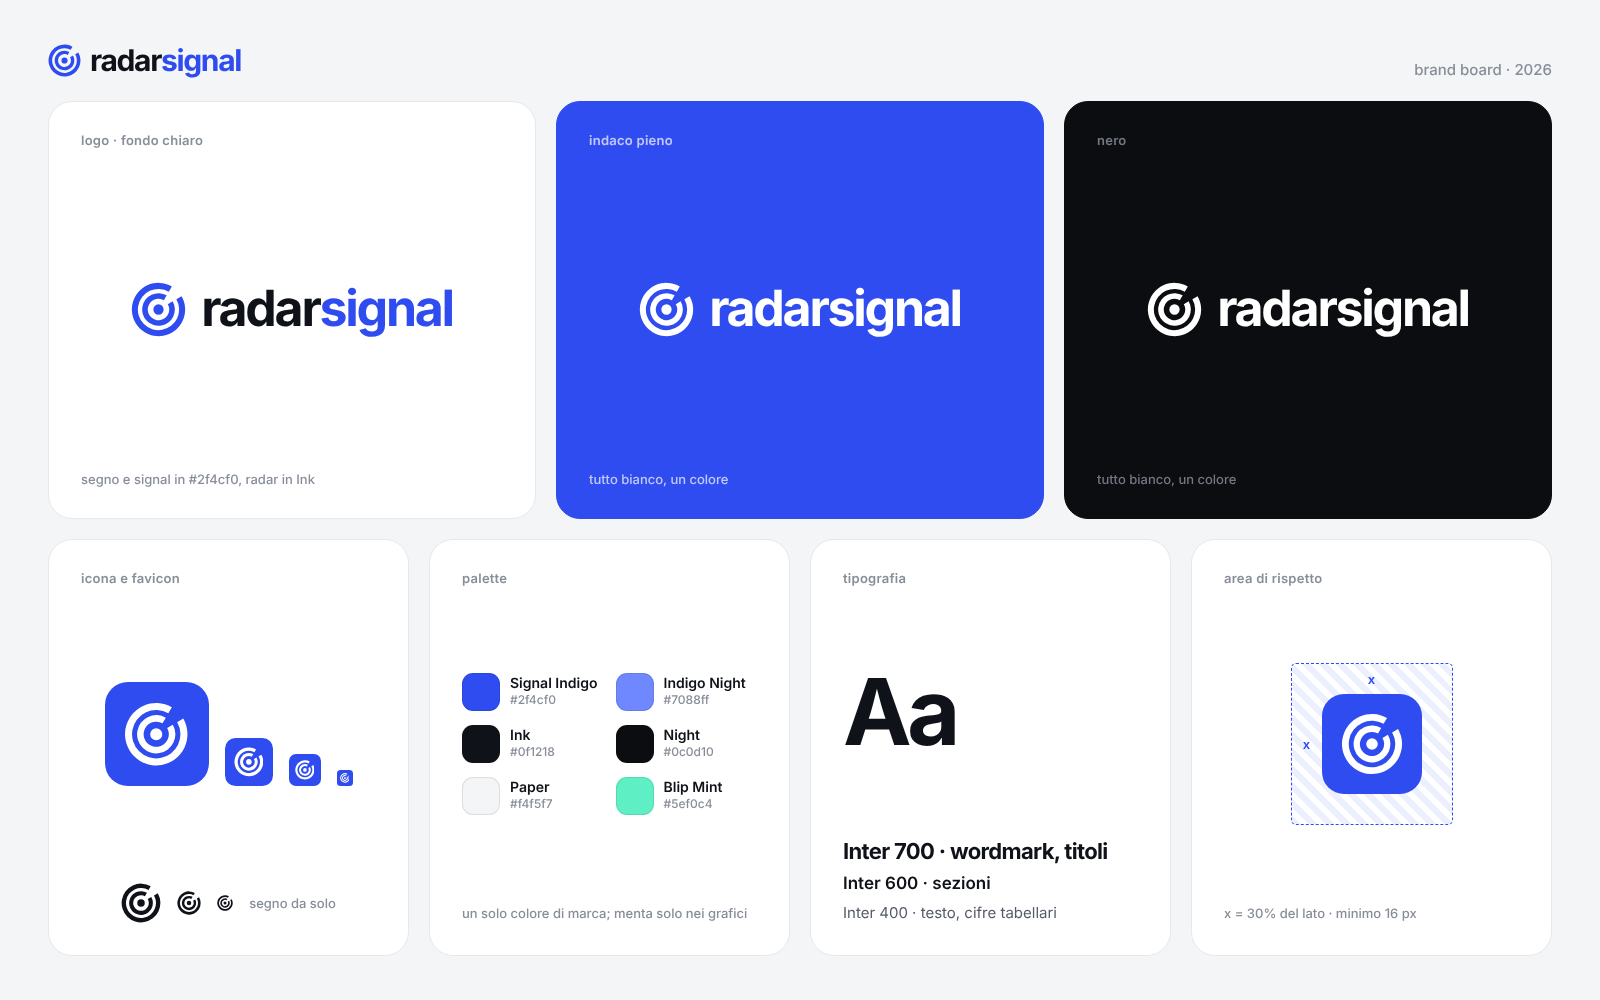 radarsignal
brand board · 2026
logo · fondo chiaro
radarsignal
segno e signal in #2f4cf0, radar in Ink
indaco pieno
radarsignal
tutto bianco, un colore
nero
radarsignal
tutto bianco, un colore
icona e favicon
segno da solo
palette
Signal Indigo
#2f4cf0
Indigo Night
#7088ff
Ink
#0f1218
Night
#0c0d10
Paper
#f4f5f7
Blip Mint
#5ef0c4
un solo colore di marca; menta solo nei grafici
tipografia
Aa
Inter 700 · wordmark, titoli
Inter 600 · sezioni
Inter 400 · testo, cifre tabellari
area di rispetto
x
x
x = 30% del lato · minimo 16 px